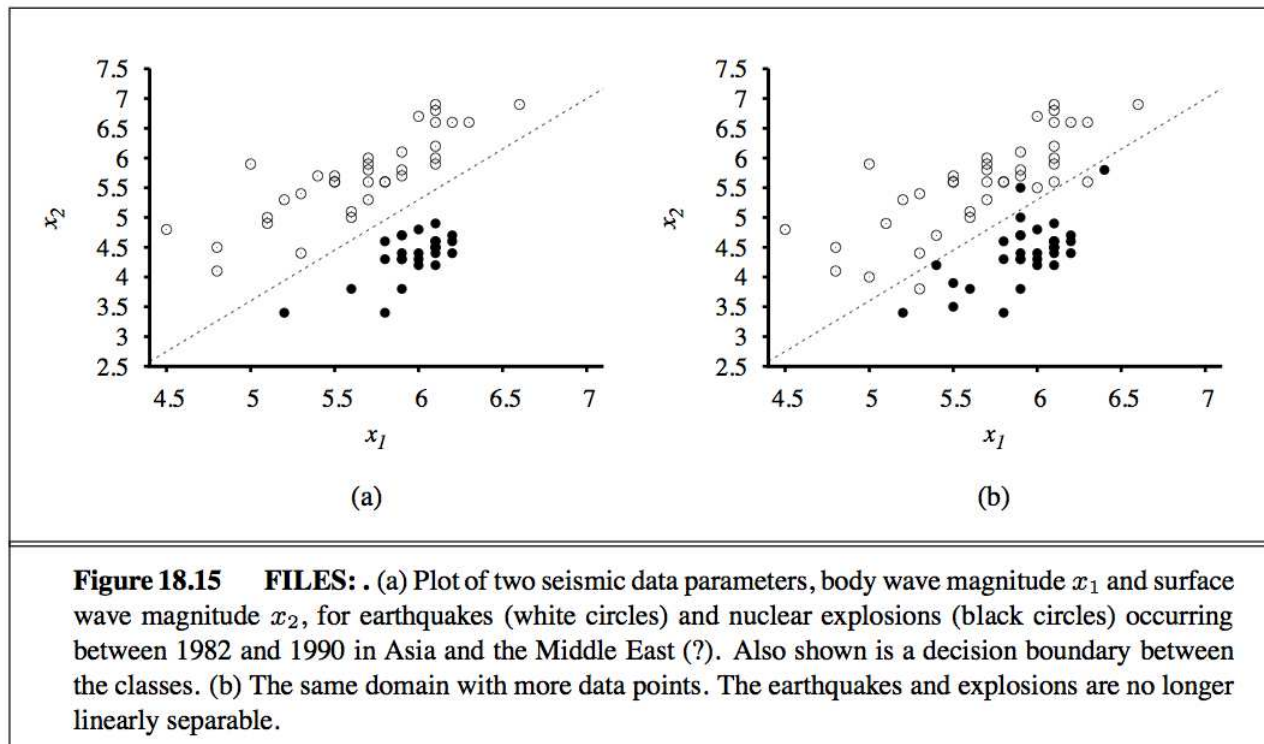 7.5
7
6.5
6
5.5
5
4.5
4
3.5
3
2.5
x2
4.5 5 5.5 6 6.5 7
x1
(a)
7.5
7
6.5
6
5.5
5
4.5
4
3.5
3
2.5
x2
4.5 5 5.5 6 6.5 7
x1
(b)
Figure 18.15 FILES: . (a) Plot of two seismic data parameters, body wave magnitude x1 and surface
wave magnitude x2, for earthquakes (white circles) and nuclear explosions (black circles) occurring
between 1982 and 1990 in Asia and the Middle East (?). Also shown is a decision boundary between
the classes. (b) The same domain with more data points. The earthquakes and explosions are no longer
linearly separable.